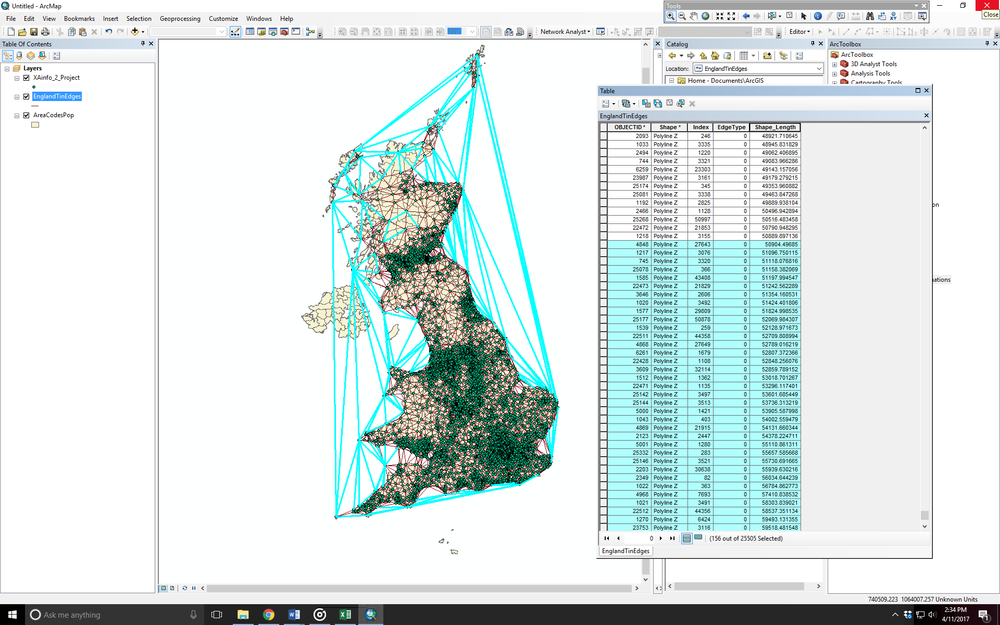 Untitled - ArcMap
Tools
Close
File Edit View Bookmarks Insert Selection Geoprocessing Customize Windows Help
100%
Network Analyst
Editor
Table Of Contents
Catalog
ArcToolbox
Layers
XAinfo_2_Project
EnglandTinEdges
AreaCodesPop
Location: EnglandTinEdges
Home - Documents\ArcGIS
ArcToolbox
3D Analyst Tools
Analysis Tools
Cartography Tools
on
ations
Table
EnglandTinEdges
OBJECTID * Shape * Index EdgeType Shape_Length
2093 Polyline Z 246 0 48921.710645
1033 Polyline Z 3335 0 48945.831829
2494 Polyline Z 1220 0 49062.406895
744 Polyline Z 3321 0 49083.966286
6259 Polyline Z 23303 0 49143.157056
23987 Polyline Z 3161 0 49179.279215
25174 Polyline Z 345 0 49353.960882
25081 Polyline Z 3338 0 49463.847268
1192 Polyline Z 2825 0 49889.938104
2466 Polyline Z 1128 0 50496.942894
25268 Polyline Z 50997 0 50516.483458
22472 Polyline Z 21853 0 50790.948295
1218 Polyline Z 3155 0 50889.897136
4848 Polyline Z 27643 0 50904.49685
1217 Polyline Z 3076 0 51096.750115
745 Polyline Z 3320 0 51118.076816
25078 Polyline Z 366 0 51158.382069
1585 Polyline Z 43408 0 51197.994547
22473 Polyline Z 21829 0 51242.562289
3646 Polyline Z 2606 0 51354.160531
1020 Polyline Z 3492 0 51424.401806
1577 Polyline Z 29809 0 51824.998535
25177 Polyline Z 50878 0 52069.984307
1539 Polyline Z 259 0 52128.971673
22511 Polyline Z 44358 0 52709.808994
4868 Polyline Z 27649 0 52789.016219
6261 Polyline Z 1679 0 52807.372366
22428 Polyline Z 1108 0 52848.256076
3609 Polyline Z 32114 0 52859.789152
1512 Polyline Z 1362 0 53018.701267
22471 Polyline Z 1135 0 53296.117401
25142 Polyline Z 3497 0 53601.685449
25144 Polyline Z 3513 0 53736.313219
5000 Polyline Z 1421 0 53905.587998
1043 Polyline Z 403 0 54002.559479
4869 Polyline Z 21915 0 54131.660344
2123 Polyline Z 2447 0 54378.224711
5001 Polyline Z 1280 0 55110.861311
25332 Polyline Z 283 0 55657.585668
25146 Polyline Z 3521 0 55730.691665
2203 Polyline Z 30638 0 55939.630216
2349 Polyline Z 82 0 56034.644239
1022 Polyline Z 363 0 56784.862773
4968 Polyline Z 7693 0 57410.838532
1021 Polyline Z 3491 0 58303.839021
22512 Polyline Z 44356 0 58537.351134
1270 Polyline Z 6424 0 59493.131355
23753 Polyline Z 3116 0 59518.481548
0 (156 out of 25505 Selected)
EnglandTinEdges
740509.223 1064007.257 Unknown Units
Ask me anything
2:34 PM
4/11/2017
1